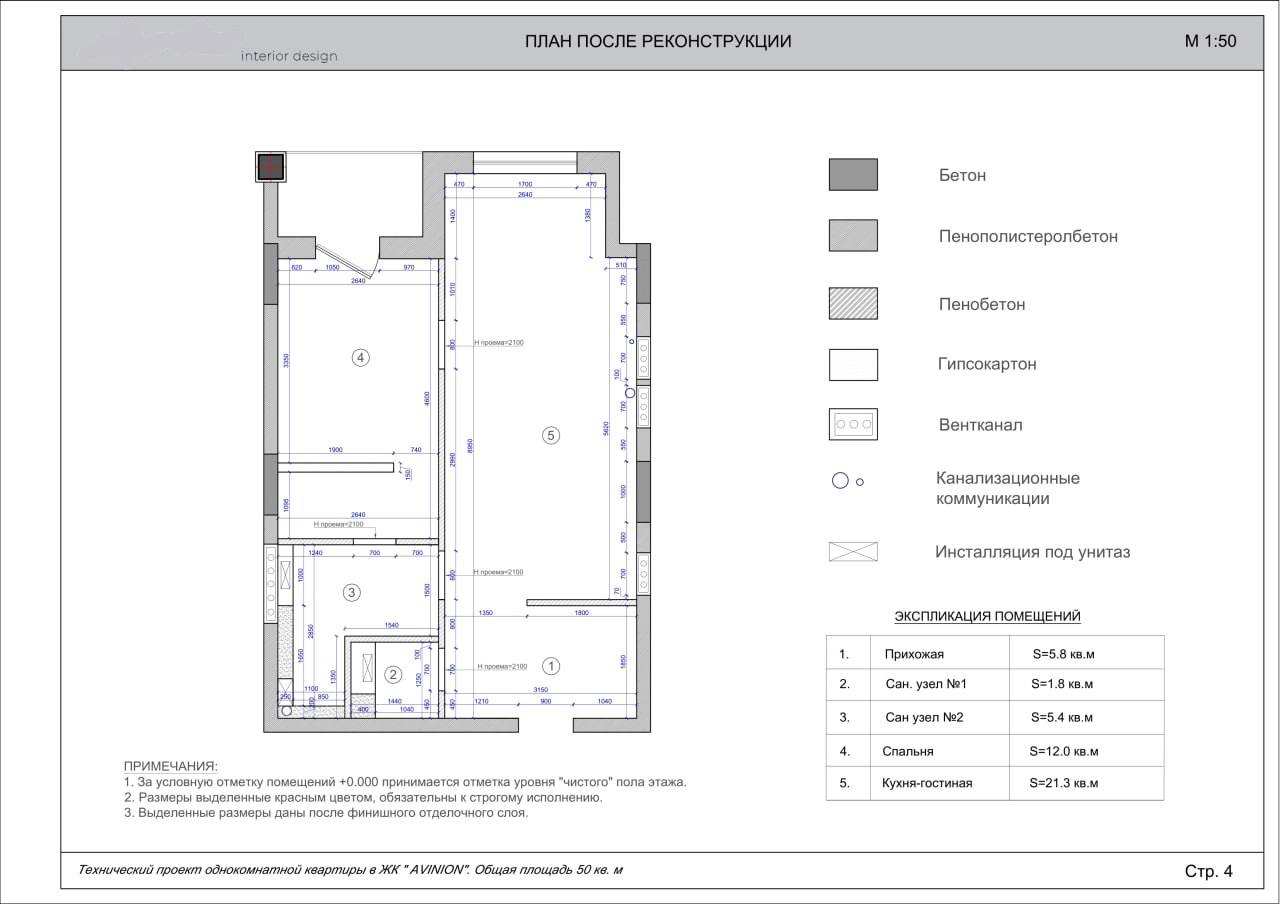 interior design
ПЛАН ПОСЛЕ РЕКОНСТРУКЦИИ
М 1:50
470 1700 470
2640
1400
1380
510
620 1050 970
2640
1010
750
550
800
Н проема=2100
700
100
700
3350
4
4600
5
5620
8950
550
1900 740
150
2990
1000
1095
2640
Н проема=2100
500
1240 700 700
800
Н проема=2100
700
70
1000
3
1500
2850
1350 1800
800
1540
1650
1350
100
700
1250
2
700
Н проема=2100
1
1850
1100
250 850
200
1440
400 1040
450
450
3150
1210 900 1040
Бетон
Пенополистеролбетон
Пенобетон
Гипсокартон
Вентканал
Канализационные
коммуникации
Инсталляция под унитаз
ЭКСПЛИКАЦИЯ ПОМЕЩЕНИЙ
1. Прихожая S=5.8 кв.м
2. Сан. узел №1 S=1.8 кв.м
3. Сан узел №2 S=5.4 кв.м
4. Спальня S=12.0 кв.м
5. Кухня-гостиная S=21.3 кв.м
ПРИМЕЧАНИЯ:
1. За условную отметку помещений +0.000 принимается отметка уровня "чистого" пола этажа.
2. Размеры выделенные красным цветом, обязательны к строгому исполнению.
3. Выделенные размеры даны после финишного отделочного слоя.
Технический проект однокомнатной квартиры в ЖК " AVINION". Общая площадь 50 кв. м
Стр. 4